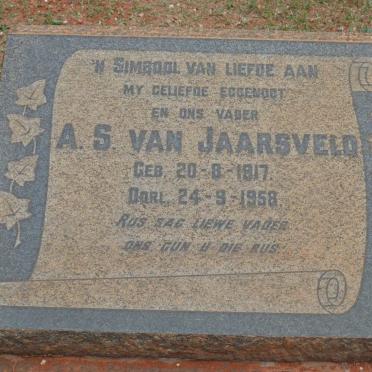 'N SIMBOOL VAN LIEFDE AAN
MY GELIEFDE EGGENOOT
EN ONS VADER
A. S. VAN JAARSVELD
GEB. 20-8-1917.
OORL. 24-9-1958.
RUS SAG LIEWE VADER
ONS GUN U DIE RUS